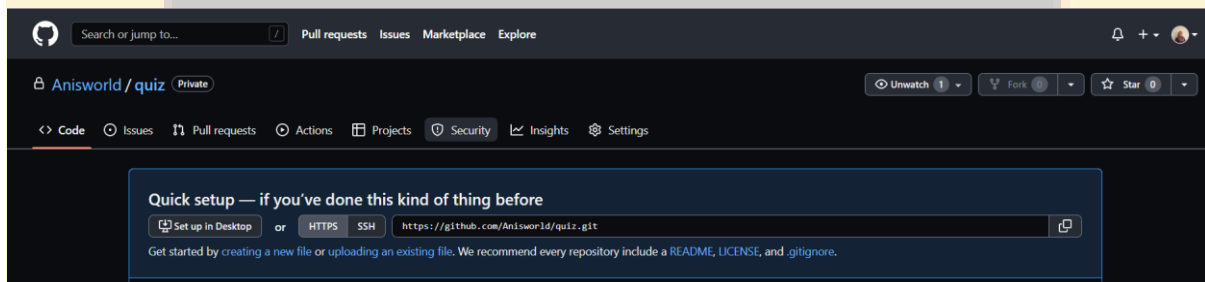 Search or jump to... / Pull requests Issues Marketplace Explore
Anisworld / quiz Private Unwatch 1 Fork 0 Star 0
<> Code Issues Pull requests Actions Projects Security Insights Settings
Quick setup — if you've done this kind of thing before
Set up in Desktop or HTTPS SSH https://github.com/Anisworld/quiz.git
Get started by creating a new file or uploading an existing file. We recommend every repository include a README, LICENSE, and .gitignore.